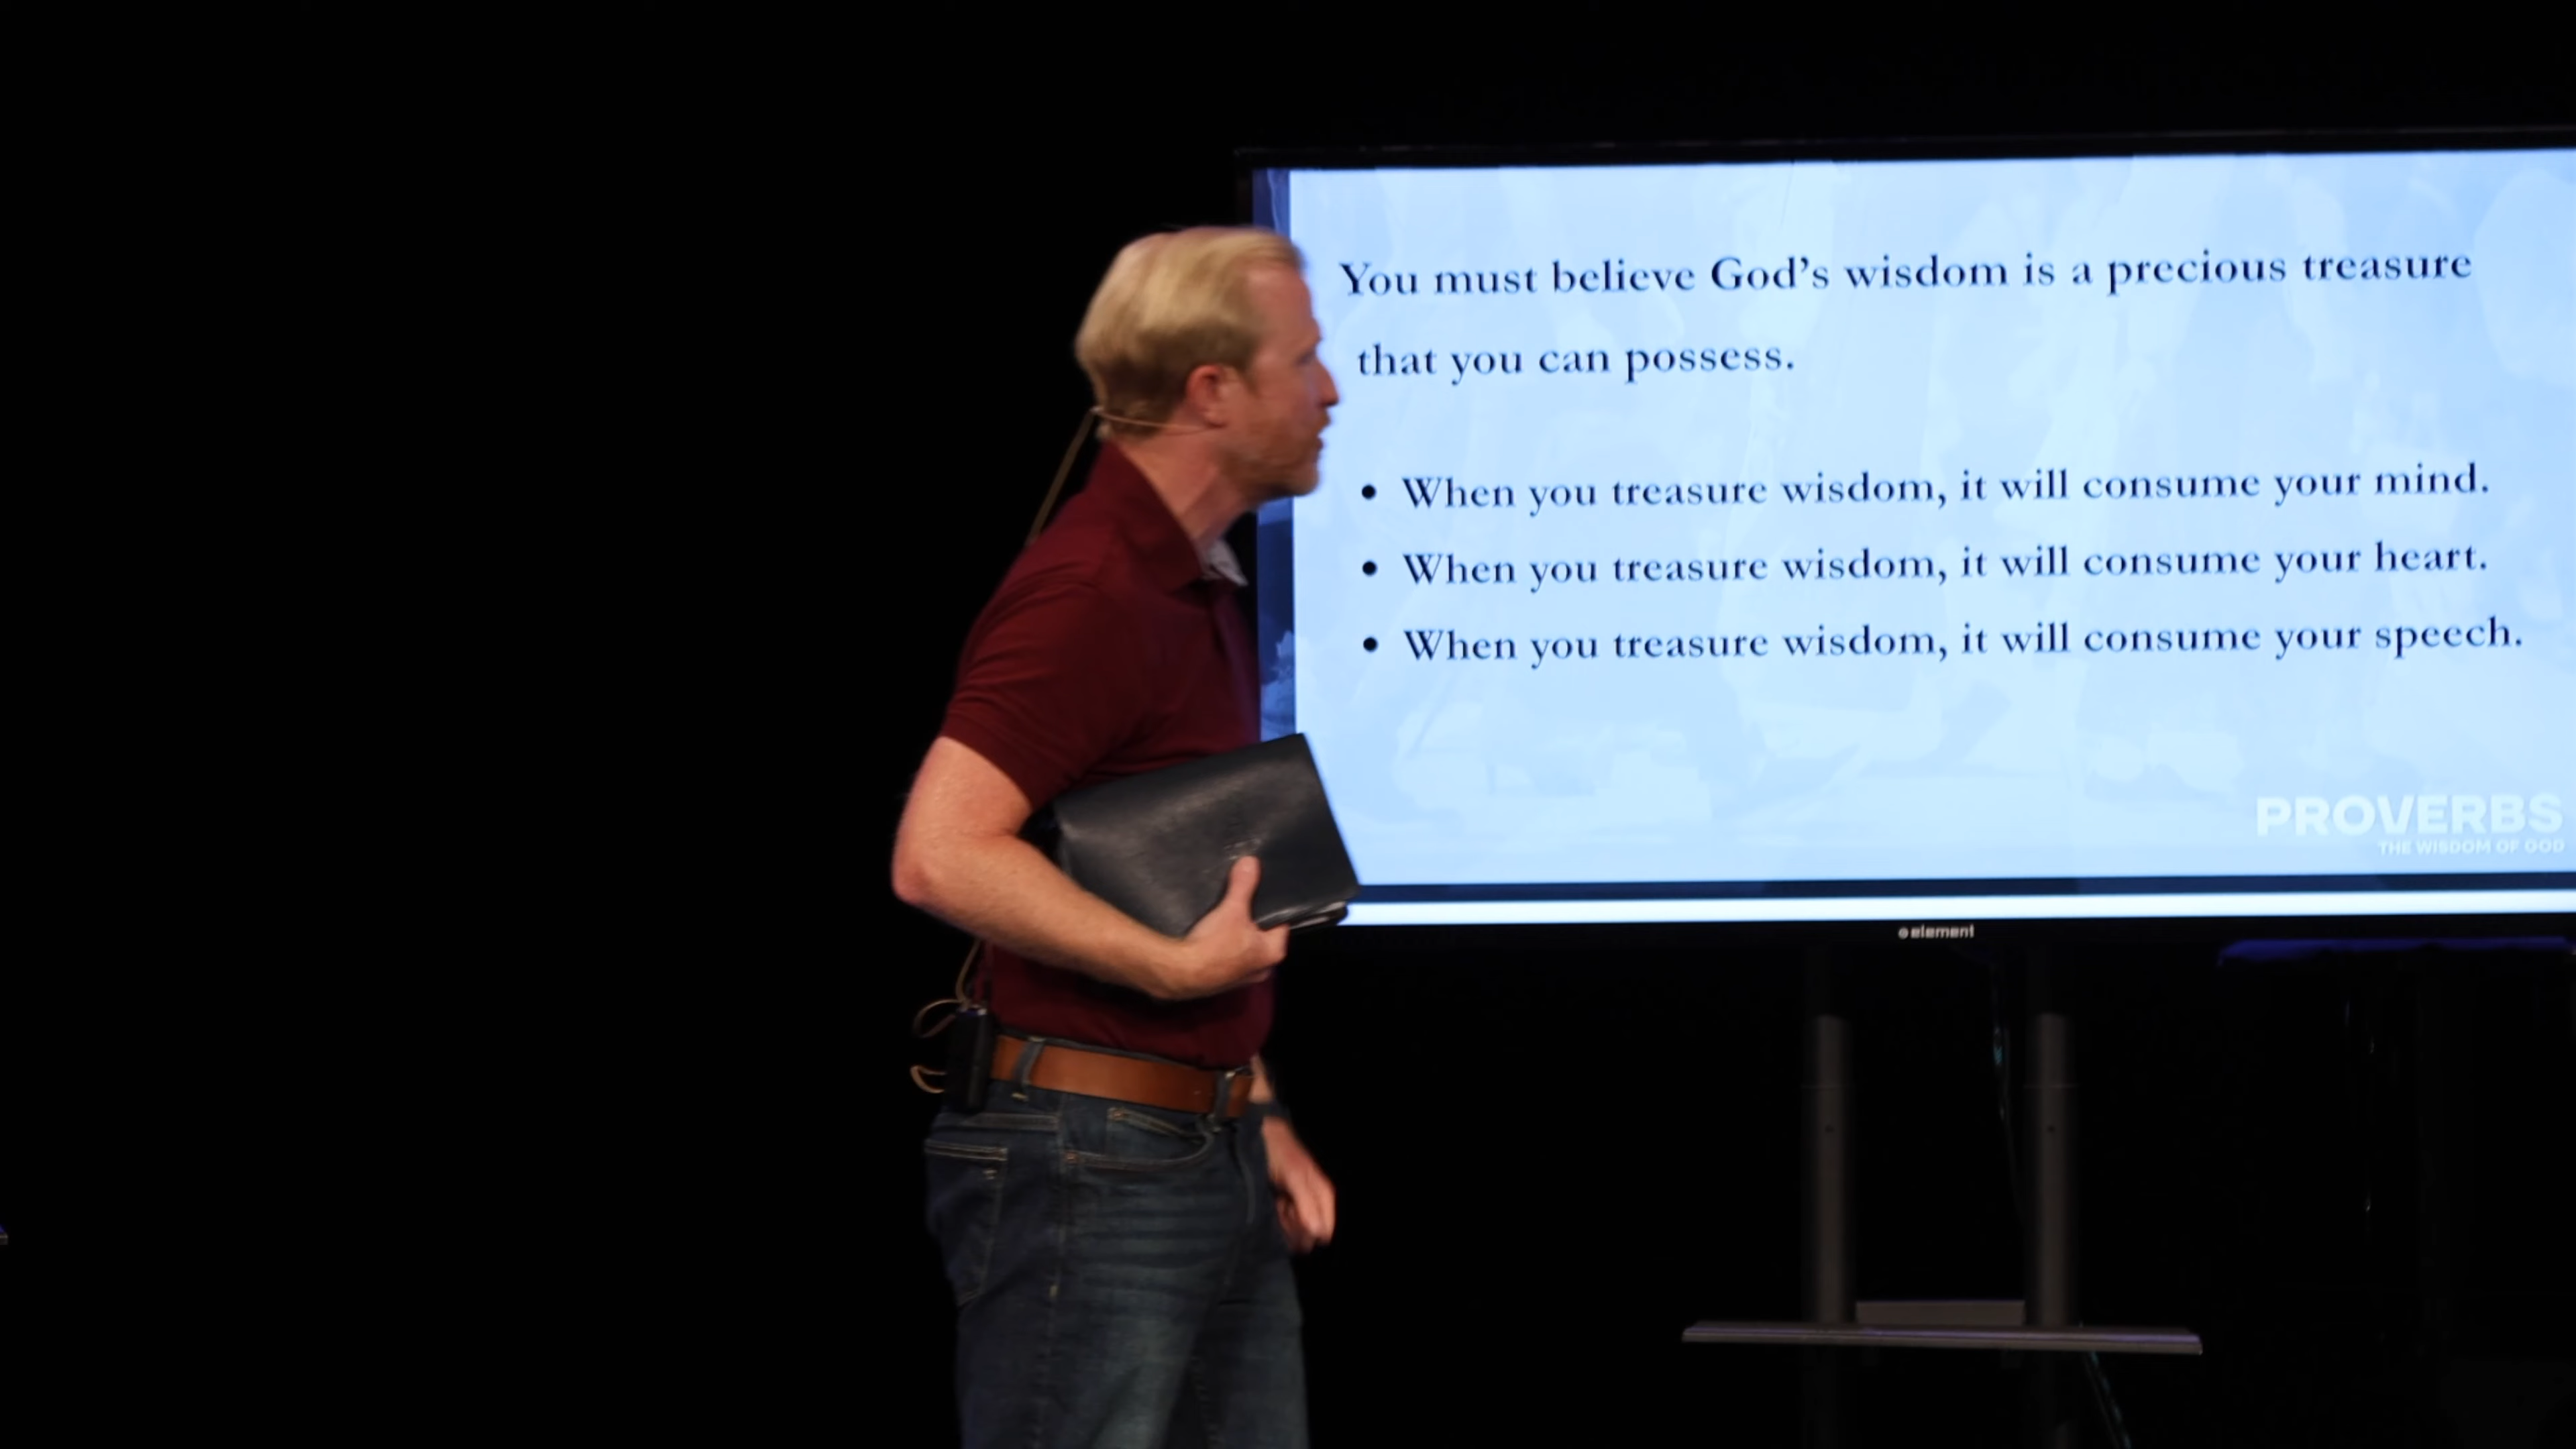 You must believe God’s wisdom is a precious treasure
that you can possess.
• When you treasure wisdom, it will consume your mind.
• When you treasure wisdom, it will consume your heart.
• When you treasure wisdom, it will consume your speech.
PROVERBS
THE WISDOM OF GOD
element